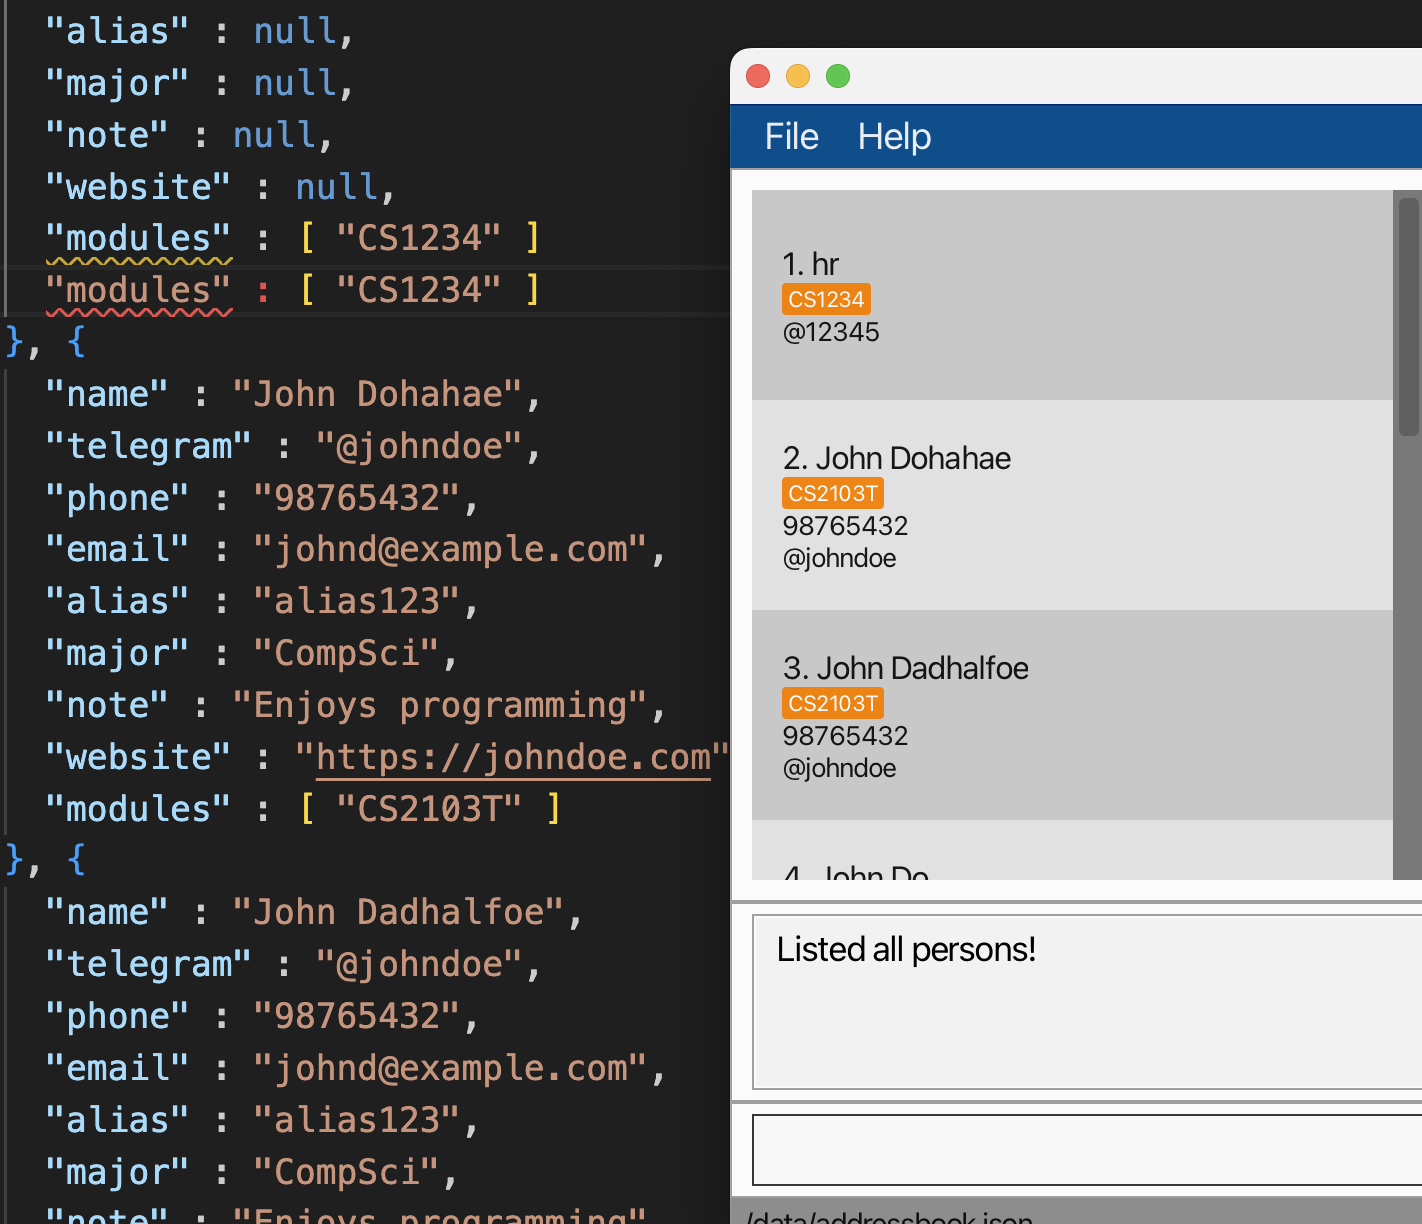 "alias" : null,
"major" : null,
"note" : null,
"website" : null,
"modules" : [ "CS1234" ]
"modules" : [ "CS1234" ]
}, {
"name" : "John Dohahae",
"telegram" : "@johndoe",
"phone" : "98765432",
"email" : "johnd@example.com",
"alias" : "alias123",
"major" : "CompSci",
"note" : "Enjoys programming",
"website" : "https://johndoe.com"
"modules" : [ "CS2103T" ]
}, {
"name" : "John Dadhalfoe",
"telegram" : "@johndoe",
"phone" : "98765432",
"email" : "johnd@example.com",
"alias" : "alias123",
"major" : "CompSci",
"note" : "Enjoys programming"
File Help
1. hr
CS1234
@12345
2. John Dohahae
CS2103T
98765432
@johndoe
3. John Dadhalfoe
CS2103T
98765432
@johndoe
4. John Do
Listed all persons!
/data/addressbook.json